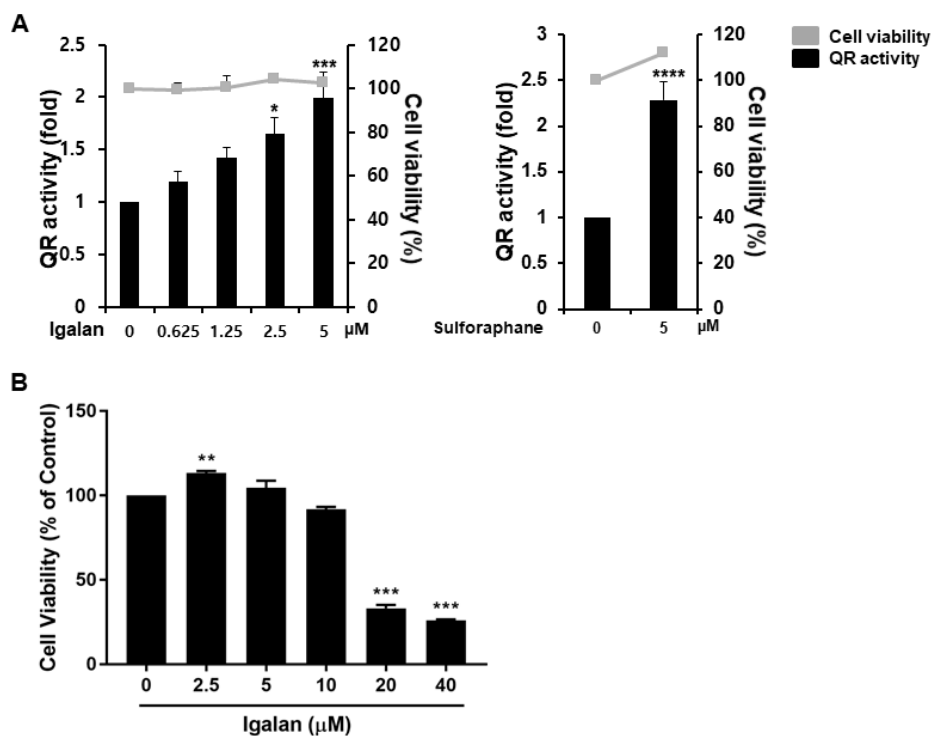 A
2.5
2
1.5
1
0.5
0
QR activity (fold)
120
100
80
60
40
20
0
Cell viability (%)
*
***
Igalan 0 0.625 1.25 2.5 5 µM
3
2.5
2
1.5
1
0.5
0
QR activity (fold)
120
100
80
60
40
20
0
Cell viability (%)
****
Sulforaphane 0 5 µM
Cell viability
QR activity
B
150
100
50
0
Cell Viability (% of Control)
**
***
***
0 2.5 5 10 20 40
Igalan (µM)